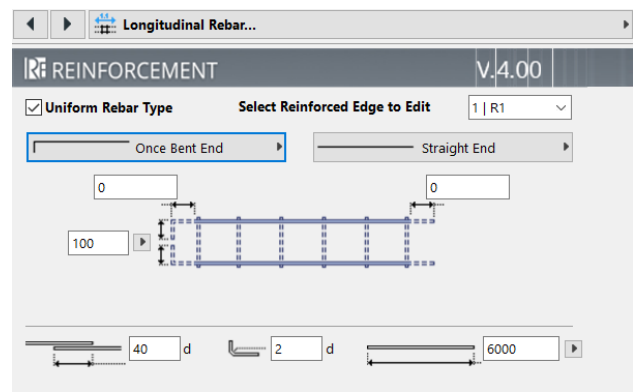 Longitudinal Rebar...
REINFORCEMENT V.4.00
Uniform Rebar Type Select Reinforced Edge to Edit 1 | R1
Once Bent End Straight End
0 0
100
40 d 2 d 6000